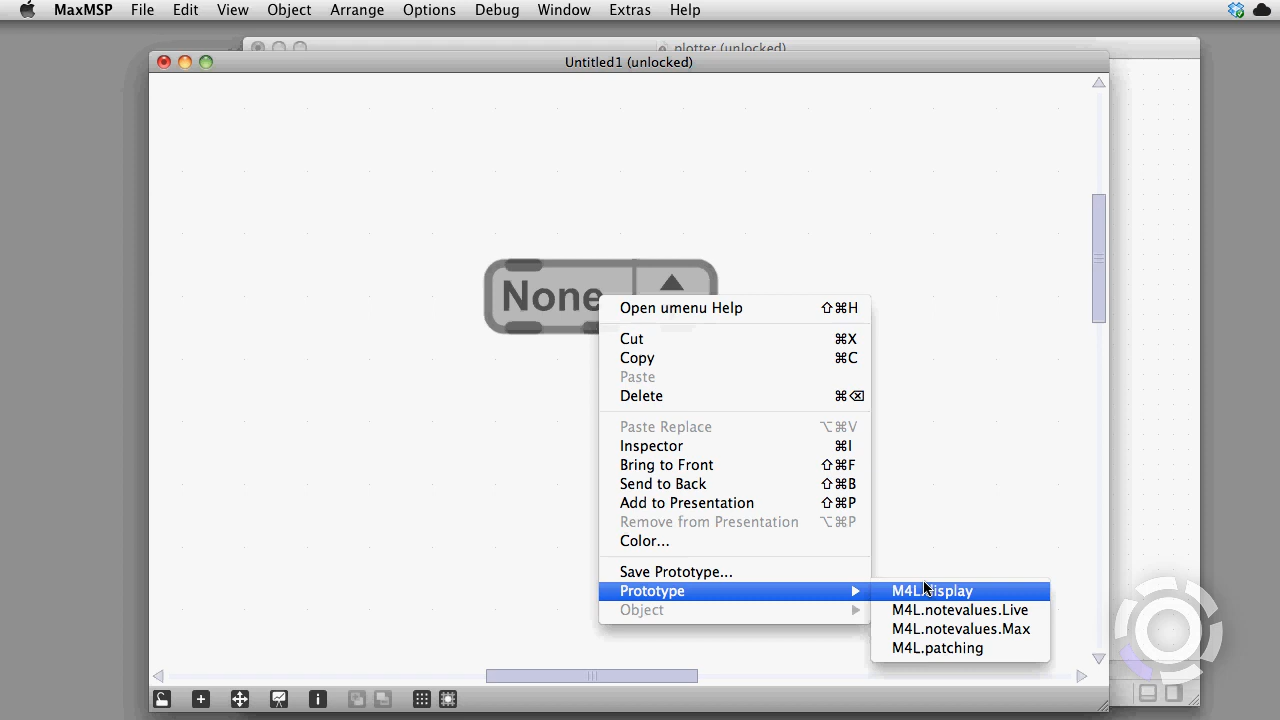 MaxMSP File Edit View Object Arrange Options Debug Window Extras Help
plotter (unlocked)
Untitled1 (unlocked)
None
Open umenu Help ⇧⌘H
Cut ⌘X
Copy ⌘C
Paste
Delete ⌘⌫
Paste Replace ⌥⌘V
Inspector ⌘I
Bring to Front ⇧⌘F
Send to Back ⇧⌘B
Add to Presentation ⇧⌘P
Remove from Presentation ⌥⌘P
Color...
Save Prototype...
Prototype
Object
M4L.display
M4L.notevalues.Live
M4L.notevalues.Max
M4L.patching